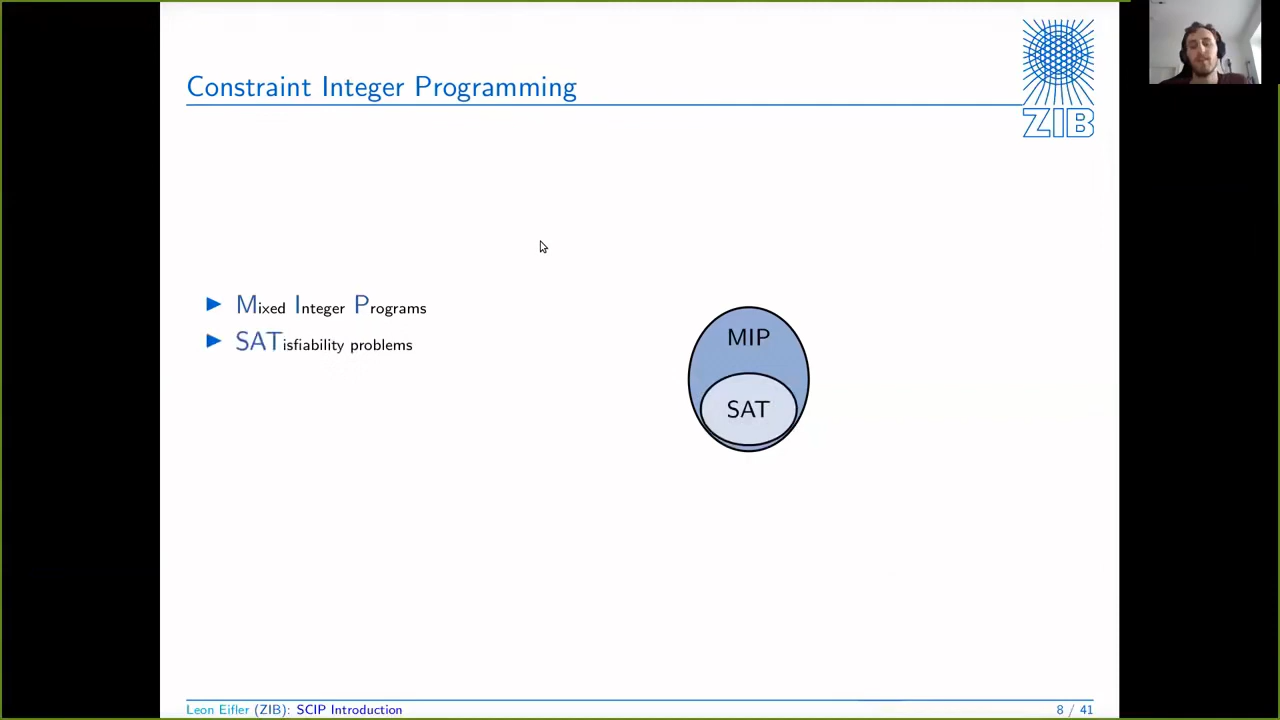 Constraint Integer Programming
ZIB
Mixed Integer Programs
SATisfiability problems
MIP
SAT
Leon Eifler (ZIB): SCIP Introduction
8 / 41